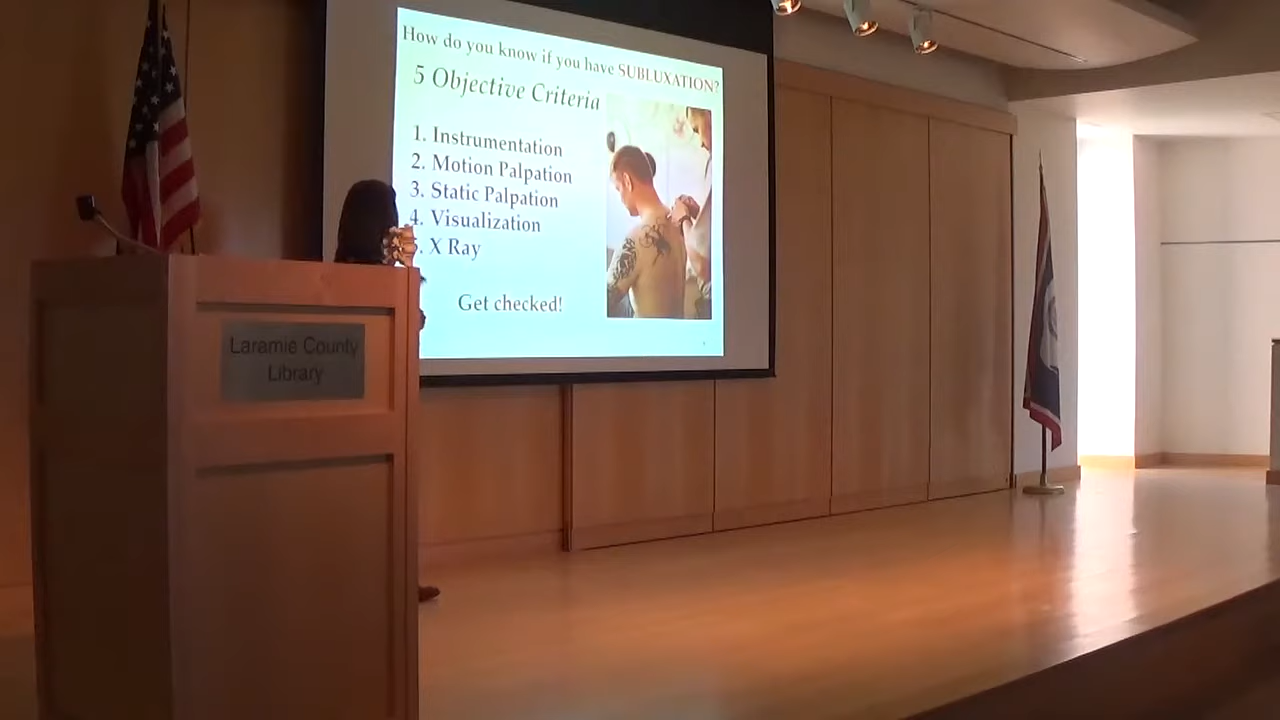 How do you know if you have SUBLUXATION?
5 Objective Criteria
1. Instrumentation
2. Motion Palpation
3. Static Palpation
4. Visualization
. X Ray
Get checked!
Laramie County
Library